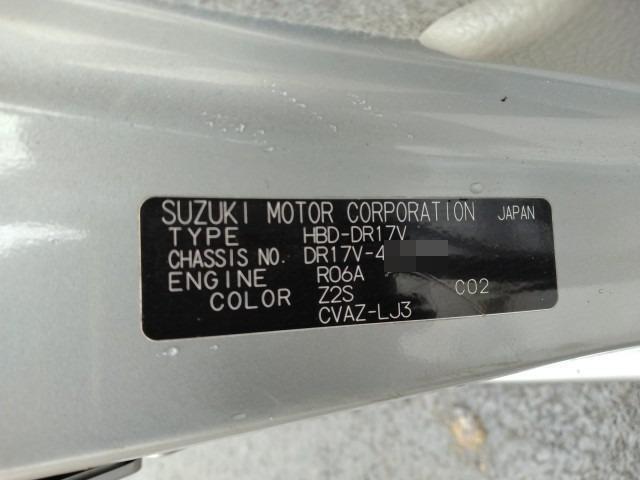 SUZUKI MOTOR CORPORATION JAPAN
TYPE HBD-DR17V
CHASSIS NO. DR17V-4
ENGINE R06A
COLOR Z2S C02
CVAZ-LJ3